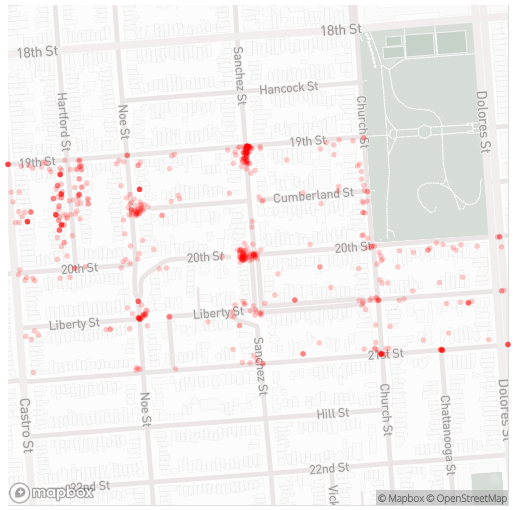 18th St
18th St
Sanchez St
Hancock St
Hartford St
Noe St
Church St
Dolores St
19th St
19th St
Cumberland St
20th St
20th St
20th St
Liberty St
Liberty St
Sanchez St
21st St
Castro St
Noe St
Hill St
Church St
Chattanooga St
Dolores St
22nd St
22nd St
Vick
mapbox
© Mapbox © OpenStreetMap